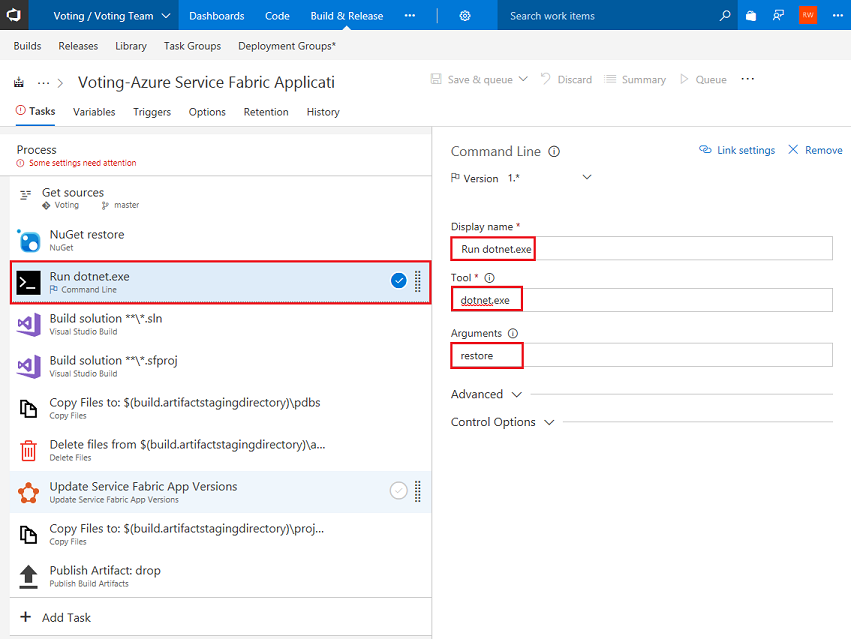 Voting / Voting Team
Dashboards
Code
Build & Release
Search work items
RW
Builds
Releases
Library
Task Groups
Deployment Groups*
Voting-Azure Service Fabric Applicati
Save & queue
Discard
Summary
Queue
Tasks
Variables
Triggers
Options
Retention
History
Process
Some settings need attention
Get sources
Voting
master
NuGet restore
NuGet
Run dotnet.exe
Command Line
Build solution **\*.sln
Visual Studio Build
Build solution **\*.sfproj
Visual Studio Build
Copy Files to: $(build.artifactstagingdirectory)\pdbs
Copy Files
Delete files from $(build.artifactstagingdirectory)\a...
Delete Files
Update Service Fabric App Versions
Update Service Fabric App Versions
Copy Files to: $(build.artifactstagingdirectory)\proj...
Copy Files
Publish Artifact: drop
Publish Build Artifacts
Add Task
Command Line
Link settings
Remove
Version 1.*
Display name *
Run dotnet.exe
Tool *
dotnet.exe
Arguments
restore
Advanced
Control Options